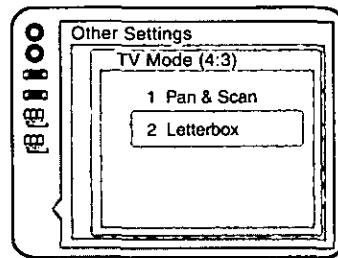 Other Settings
TV Mode (4:3)
1 Pan & Scan
2 Letterbox